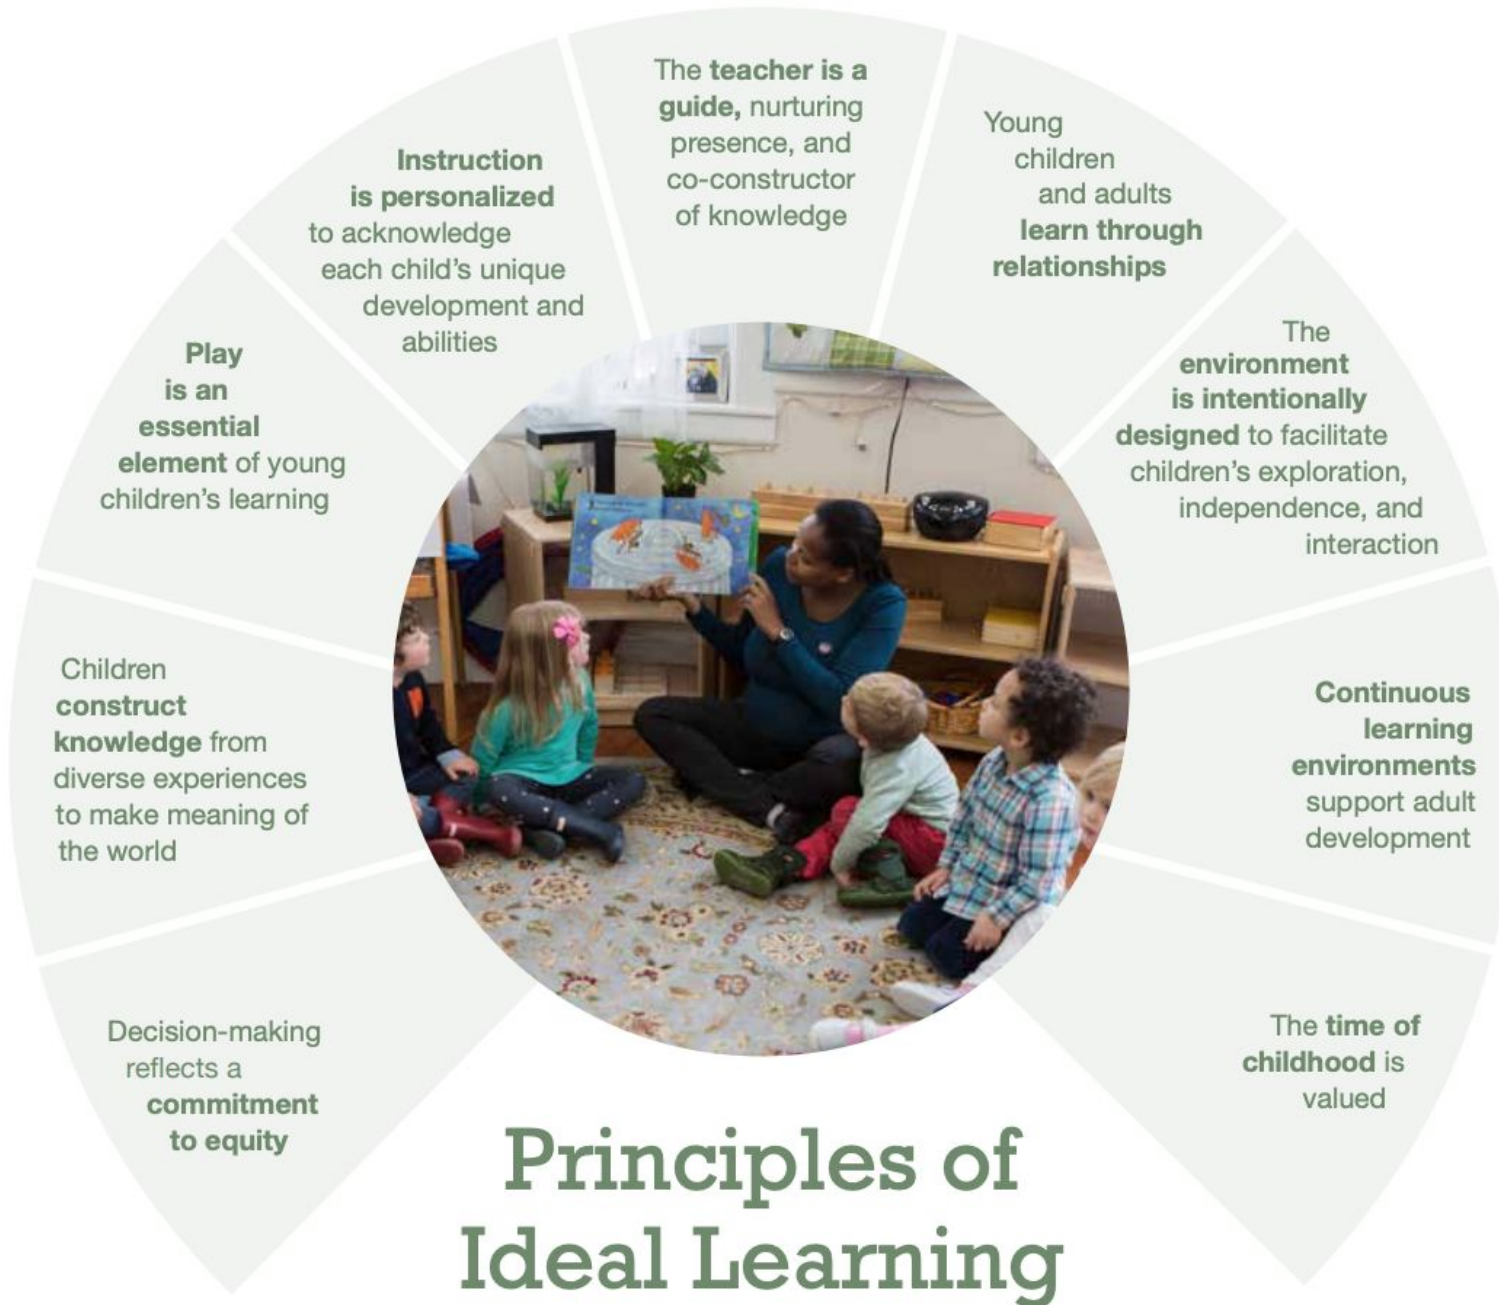 Decision-making
reflects a
commitment
to equity
Children
construct
knowledge from
diverse experiences
to make meaning of
the world
Play
is an
essential
element of young
children's learning
Instruction
is personalized
to acknowledge
each child's unique
development and
abilities
The teacher is a
guide, nurturing
presence, and
co-constructor
of knowledge
Young
children
and adults
learn through
relationships
The
environment
is intentionally
designed to facilitate
children's exploration,
independence, and
interaction
Continuous
learning
environments
support adult
development
The time of
childhood is
valued
Principles of
Ideal Learning